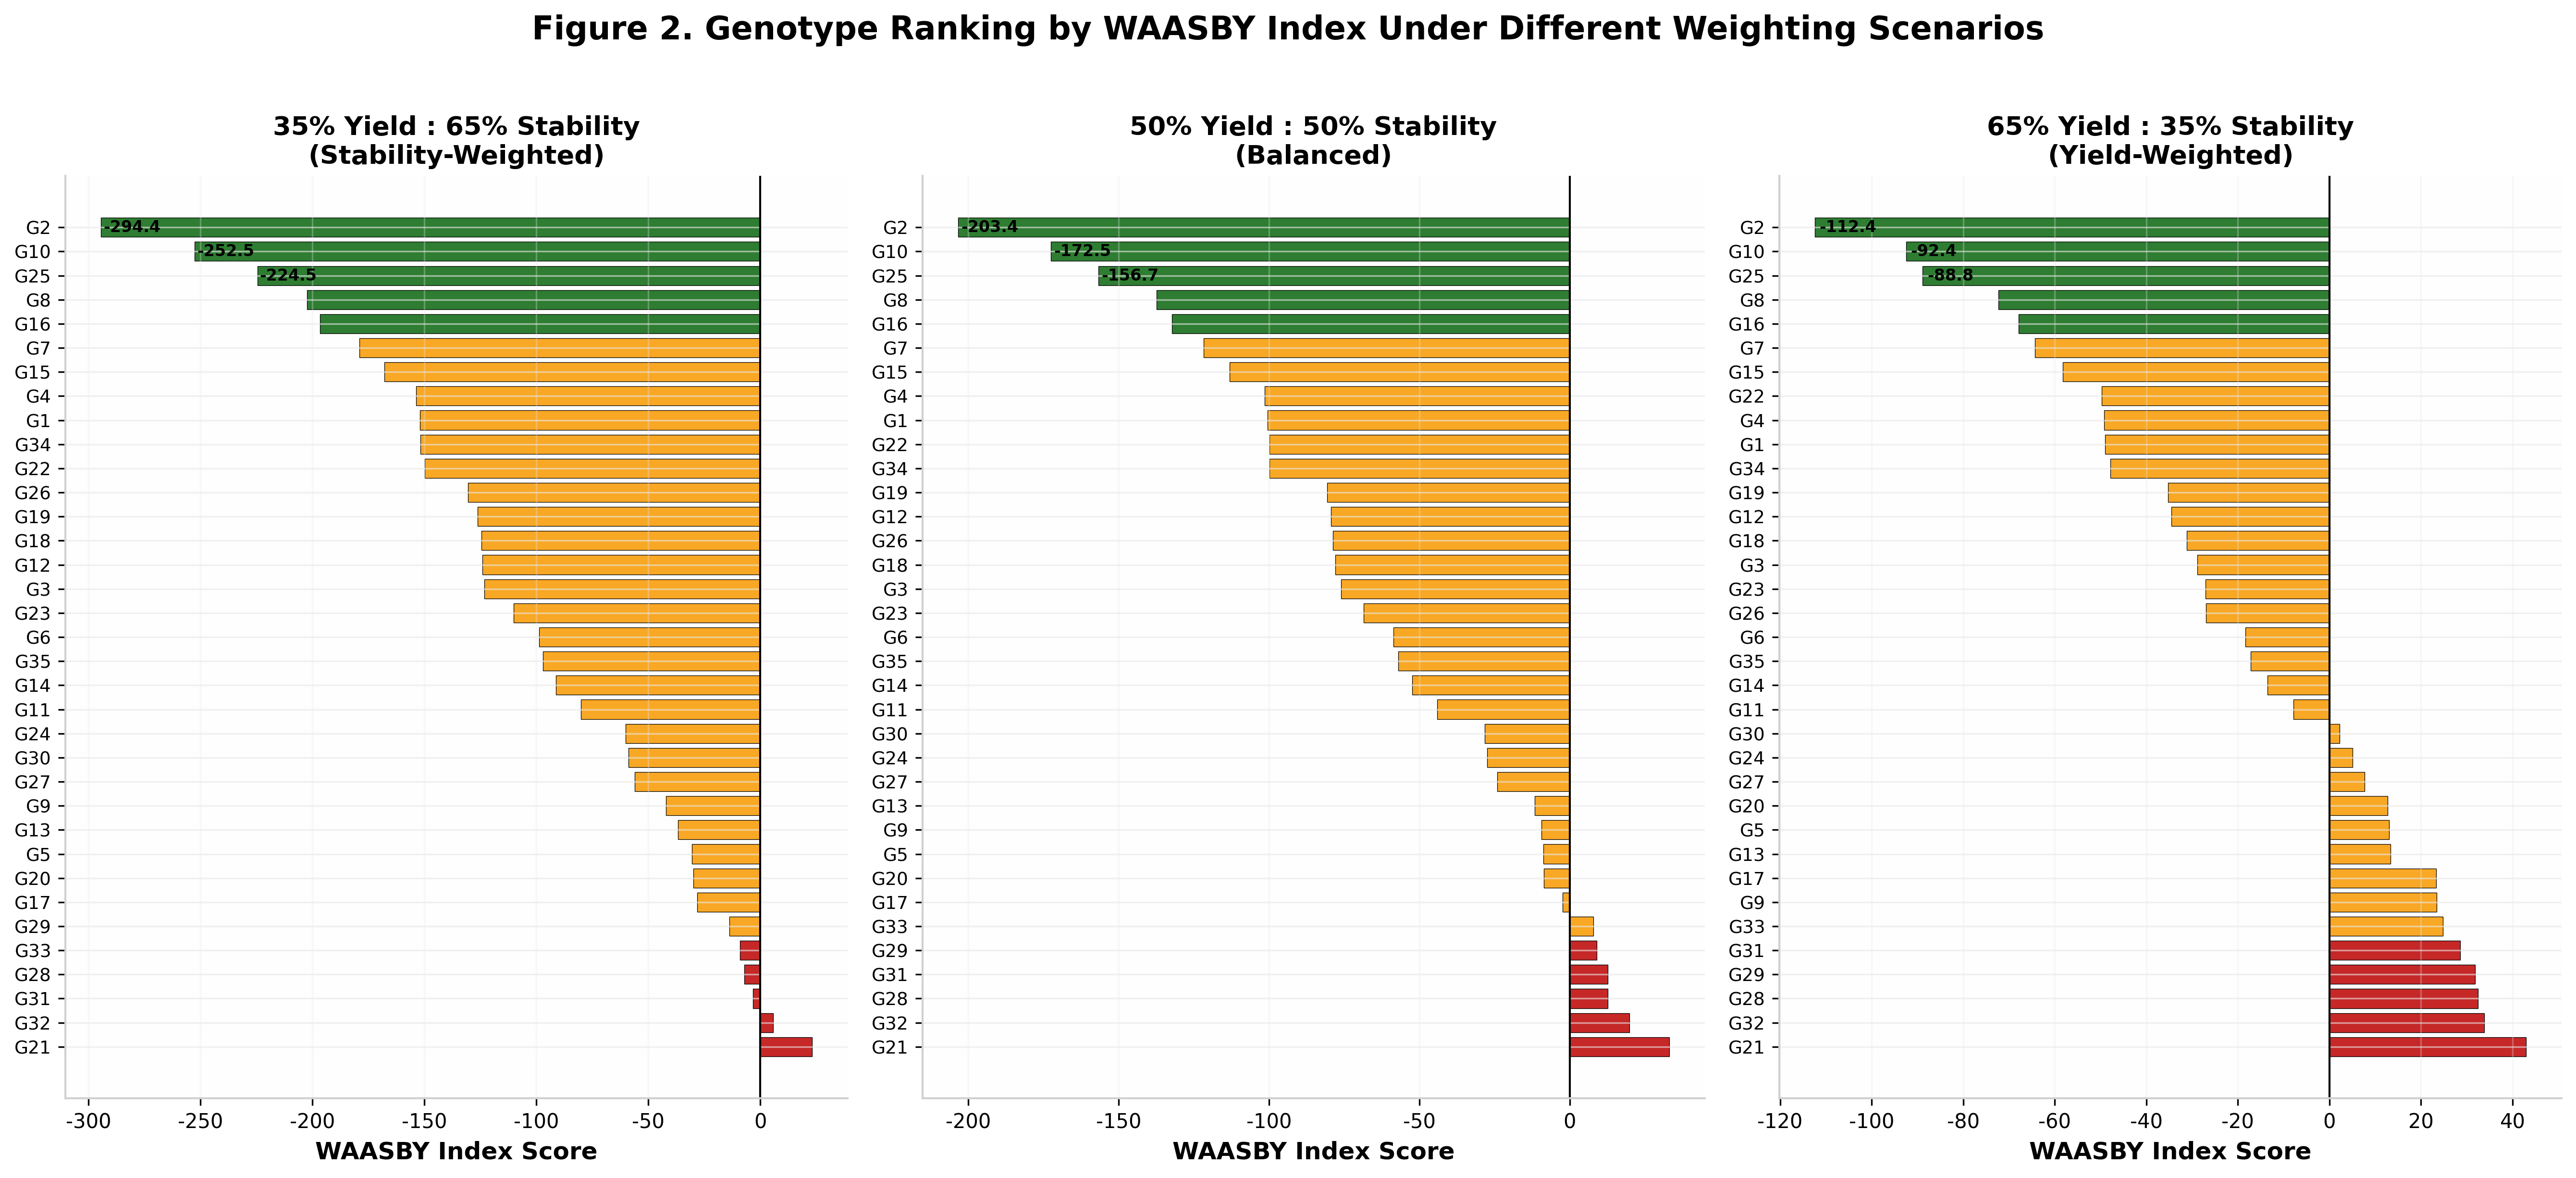 Figure 2. Genotype Ranking by WAASBY Index Under Different Weighting Scenarios
35% Yield : 65% Stability
(Stability-Weighted)
G2
-294.4
G10
-252.5
G25
-224.5
G8
G16
G7
G15
G4
G1
G34
G22
G26
G19
G18
G12
G3
G23
G6
G35
G14
G11
G24
G30
G27
G9
G13
G5
G20
G17
G29
G33
G28
G31
G32
G21
-300 -250 -200 -150 -100 -50 0
WAASBY Index Score
50% Yield : 50% Stability
(Balanced)
G2
-203.4
G10
-172.5
G25
-156.7
G8
G16
G7
G15
G4
G1
G22
G34
G19
G12
G26
G18
G3
G23
G6
G35
G14
G11
G30
G24
G27
G13
G9
G5
G20
G17
G33
G29
G31
G28
G32
G21
-200 -150 -100 -50 0
WAASBY Index Score
65% Yield : 35% Stability
(Yield-Weighted)
G2
-112.4
G10
-92.4
G25
-88.8
G8
G16
G7
G15
G22
G4
G1
G34
G19
G12
G18
G3
G23
G26
G6
G35
G14
G11
G30
G24
G27
G20
G5
G13
G17
G9
G33
G31
G29
G28
G32
G21
-120 -100 -80 -60 -40 -20 0 20 40
WAASBY Index Score